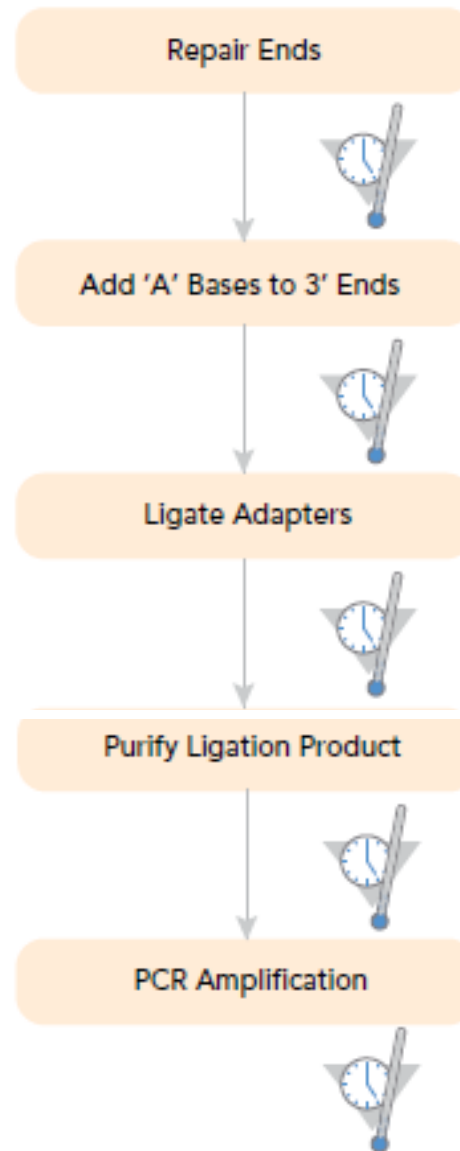 Repair Ends
Add ‘A’ Bases to 3’ Ends
Ligate Adapters
Purify Ligation Product
PCR Amplification